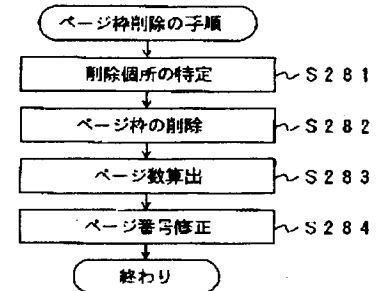 ページ枠削除の手順
削除個所の特定 S281
ページ枠の削除 S282
ページ数算出 S283
ページ番号修正 S284
終わり